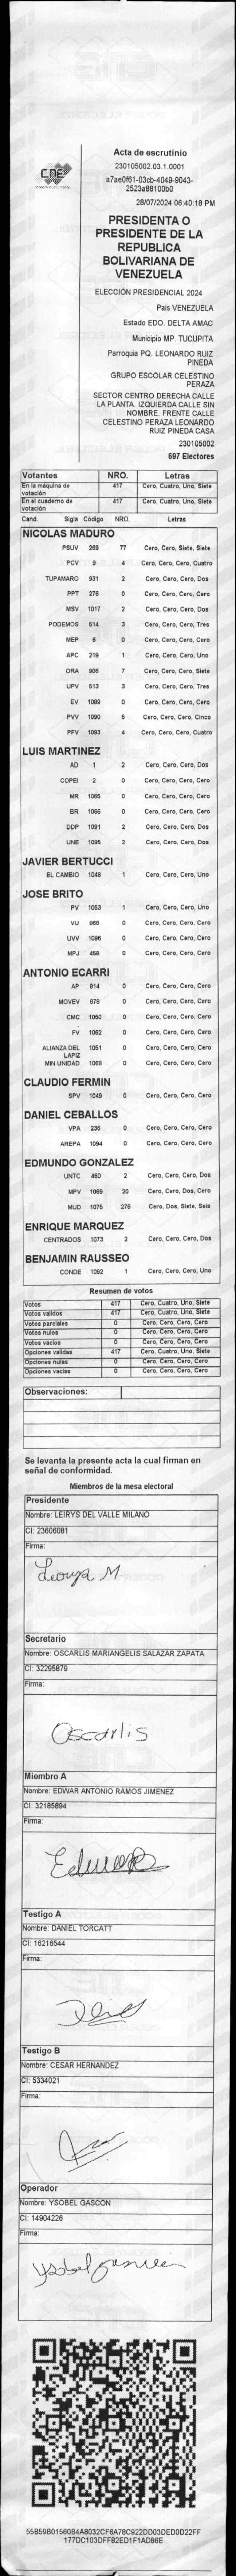 CNE
Acta de escrutinio
230105002.03.1.0001
a7ae0f61-03cb-4049-9043-
2523a88100b0
28/07/2024 06:40:18 PM
PRESIDENTA O
PRESIDENTE DE LA
REPUBLICA
BOLIVARIANA DE
VENEZUELA
ELECCIÓN PRESIDENCIAL 2024
País VENEZUELA
Estado EDO. DELTA AMAC
Municipio MP. TUCUPITA
Parroquia PQ. LEONARDO RUIZ
PINEDA
GRUPO ESCOLAR CELESTINO
PERAZA
SECTOR CENTRO DERECHA CALLE
LA PLANTA. IZQUIERDA CALLE SIN
NOMBRE. FRENTE CALLE
CELESTINO PERAZA LEONARDO
RUIZ PINEDA CASA
230105002
697 Electores
Votantes NRO. Letras
En la máquina de votación 417 Cero, Cuatro, Uno, Siete
En el cuaderno de votación 417 Cero, Cuatro, Uno, Siete
Cand. Sigla Código NRO. Letras
NICOLAS MADURO
PSUV 269 77 Cero, Cero, Siete, Siete
PCV 9 4 Cero, Cero, Cero, Cuatro
TUPAMARO 931 2 Cero, Cero, Cero, Dos
PPT 276 0 Cero, Cero, Cero, Cero
MSV 1017 2 Cero, Cero, Cero, Dos
PODEMOS 514 3 Cero, Cero, Cero, Tres
MEP 6 0 Cero, Cero, Cero, Cero
APC 219 1 Cero, Cero, Cero, Uno
ORA 906 7 Cero, Cero, Cero, Siete
UPV 613 3 Cero, Cero, Cero, Tres
EV 1089 0 Cero, Cero, Cero, Cero
PVV 1090 5 Cero, Cero, Cero, Cinco
PFV 1093 4 Cero, Cero, Cero, Cuatro
LUIS MARTINEZ
AD 1 2 Cero, Cero, Cero, Dos
COPEI 2 0 Cero, Cero, Cero, Cero
MR 1065 0 Cero, Cero, Cero, Cero
BR 1066 0 Cero, Cero, Cero, Cero
DDP 1091 2 Cero, Cero, Cero, Dos
UNE 1095 2 Cero, Cero, Cero, Dos
JAVIER BERTUCCI
EL CAMBIO 1048 1 Cero, Cero, Cero, Uno
JOSE BRITO
PV 1053 1 Cero, Cero, Cero, Uno
VU 868 0 Cero, Cero, Cero, Cero
UVV 1096 0 Cero, Cero, Cero, Cero
MPJ 458 0 Cero, Cero, Cero, Cero
ANTONIO ECARRI
AP 814 0 Cero, Cero, Cero, Cero
MOVEV 878 0 Cero, Cero, Cero, Cero
CMC 1050 0 Cero, Cero, Cero, Cero
FV 1062 0 Cero, Cero, Cero, Cero
ALIANZA DEL LAPIZ 1051 0 Cero, Cero, Cero, Cero
MIN UNIDAD 1068 0 Cero, Cero, Cero, Cero
CLAUDIO FERMIN
SPV 1049 0 Cero, Cero, Cero, Cero
DANIEL CEBALLOS
VPA 236 0 Cero, Cero, Cero, Cero
AREPA 1094 0 Cero, Cero, Cero, Cero
EDMUNDO GONZALEZ
UNTC 450 2 Cero, Cero, Cero, Dos
MPV 1069 20 Cero, Cero, Dos, Cero
MUD 1075 276 Cero, Dos, Siete, Seis
ENRIQUE MARQUEZ
CENTRADOS 1073 2 Cero, Cero, Cero, Dos
BENJAMIN RAUSSEO
CONDE 1092 1 Cero, Cero, Cero, Uno
Resumen de votos
Votos 417 Cero, Cuatro, Uno, Siete
Votos válidos 417 Cero, Cuatro, Uno, Siete
Votos parciales 0 Cero, Cero, Cero, Cero
Votos nulos 0 Cero, Cero, Cero, Cero
Votos vacíos 0 Cero, Cero, Cero, Cero
Opciones válidas 417 Cero, Cuatro, Uno, Siete
Opciones nulas 0 Cero, Cero, Cero, Cero
Opciones vacías 0 Cero, Cero, Cero, Cero
Observaciones:
Se levanta la presente acta la cual firman en
señal de conformidad.
Miembros de la mesa electoral
Presidente
Nombre: LEIRYS DEL VALLE MILANO
CI: 23606081
Firma:
Secretario
Nombre: OSCARLIS MARIANGELIS SALAZAR ZAPATA
CI: 32295879
Firma:
Oscarlis
Miembro A
Nombre: EDWAR ANTONIO RAMOS JIMENEZ
CI: 32185894
Firma:
Testigo A
Nombre: DANIEL TORCATT
CI: 16216544
Firma:
Testigo B
Nombre: CESAR HERNANDEZ
CI: 5334021
Firma:
Operador
Nombre: YSOBEL GASCON
CI: 14904226
Firma:
55B59B01560B4A8032CF6A78C922DD03DED0D22FF
177DC103DFF82ED1F1AD86E